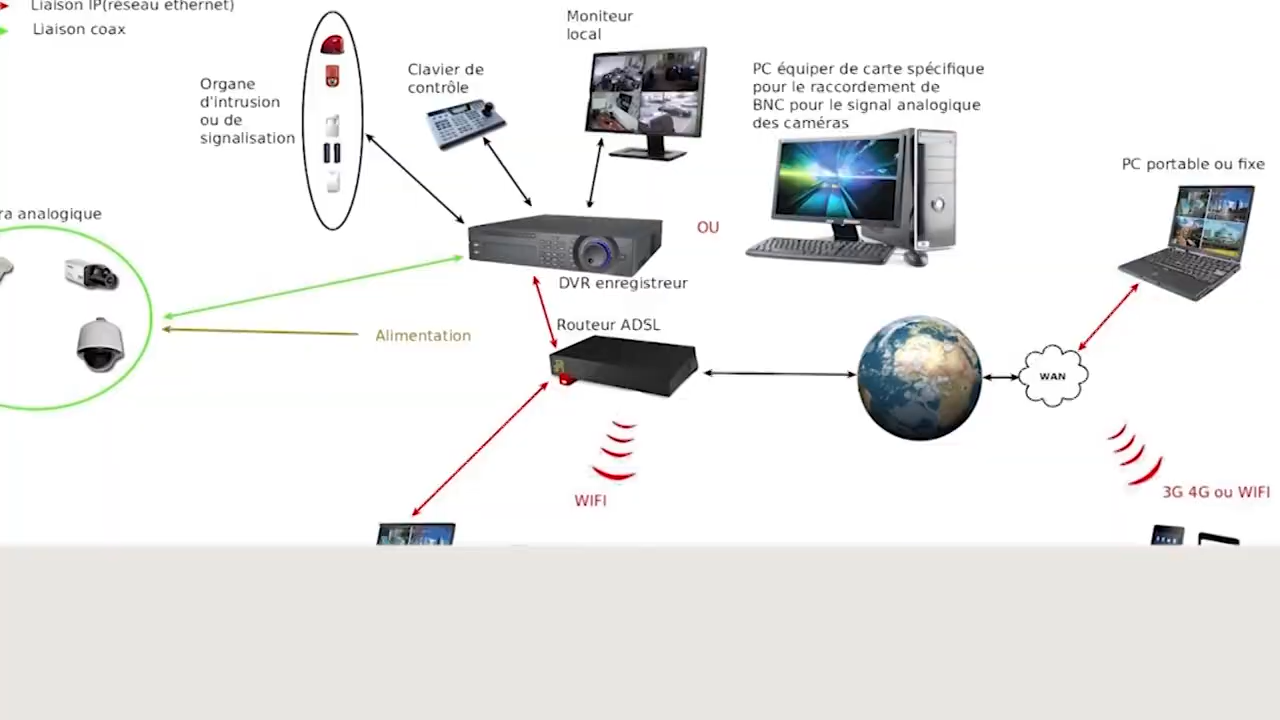 Liaison IP(réseau ethernet)
Liaison coax
Moniteur
local
Organe
d'intrusion
ou de
signalisation
Clavier de
contrôle
PC équiper de carte spécifique
pour le raccordement de
BNC pour le signal analogique
des caméras
PC portable ou fixe
ra analogique
OU
DVR enregistreur
Routeur ADSL
Alimentation
WAN
WIFI
3G 4G ou WIFI